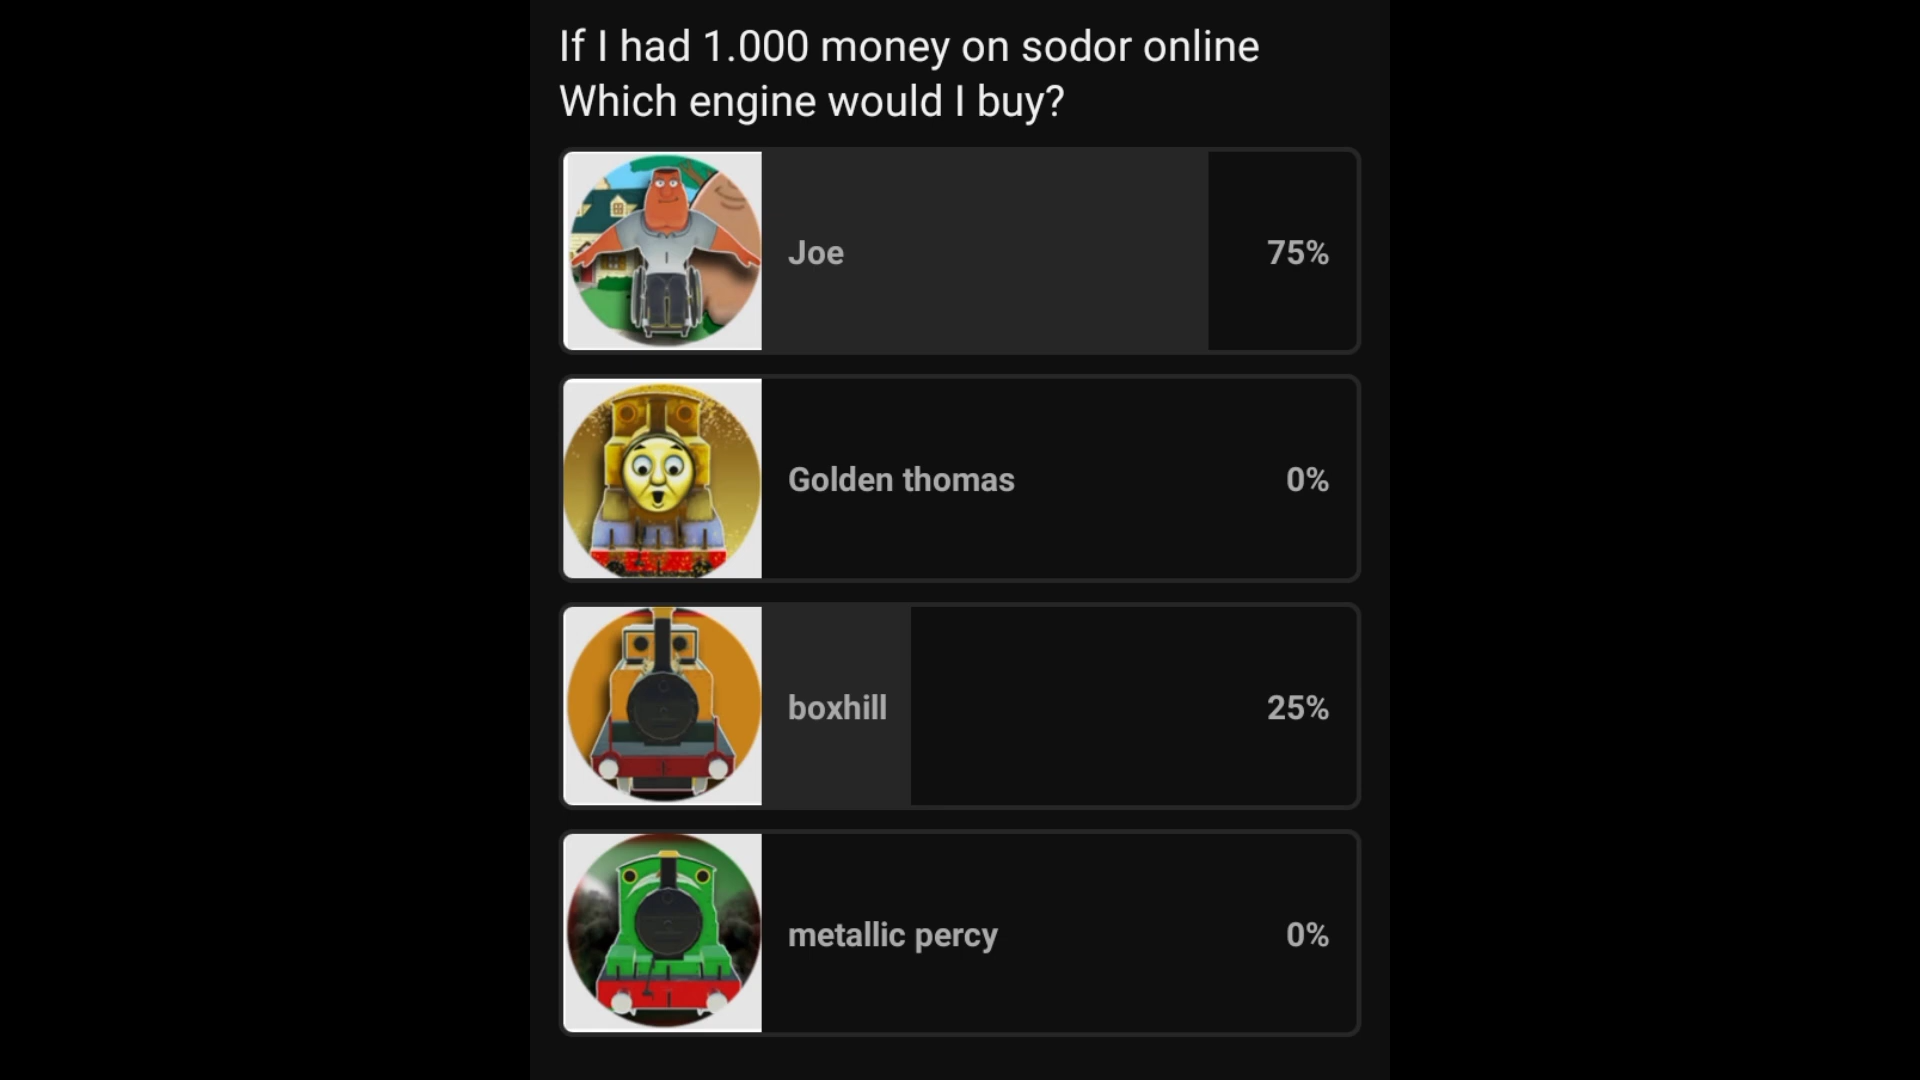 If I had 1.000 money on sodor online
Which engine would I buy?
Joe 75%
Golden thomas 0%
boxhill 25%
metallic percy 0%